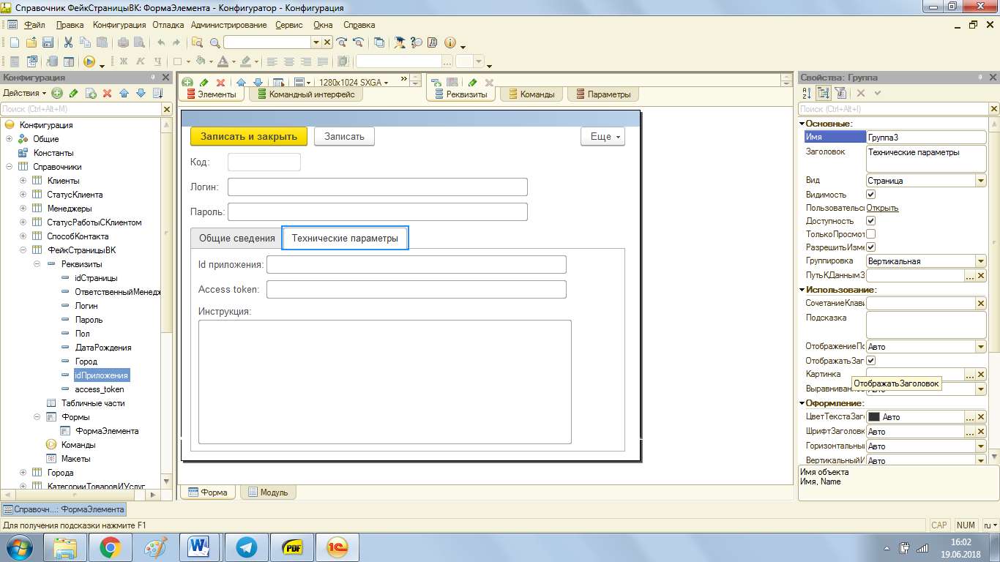 Справочник ФейкСтраницыВК: ФормаЭлемента - Конфигуратор - Конфигурация
Файл Правка Конфигурация Отладка Администрирование Сервис Окна Справка
Ж К Ч
Конфигурация
Действия
Поиск (Ctrl+Alt+M)
Конфигурация
Общие
Константы
Справочники
Клиенты
СтатусКлиента
Менеджеры
СтатусРаботыСКлиентом
СпособКонтакта
ФейкСтраницыВК
Реквизиты
idСтраницы
ОтветственныйМенедж
Логин
Пароль
Пол
ДатаРождения
Город
idПриложения
access_token
Табличные части
Формы
ФормаЭлемента
Команды
Макеты
Города
КатегорииТоваровИУслуг
1280x1024 SXGA
Элементы Командный интерфейс
Реквизиты Команды Параметры
Записать и закрыть Записать Еще
Код:
Логин:
Пароль:
Общие сведения Технические параметры
Id приложения:
Access token:
Инструкция:
Форма Модуль
Свойства: Группа
Поиск (Ctrl+Alt+I)
Основные:
Имя Группа3
Заголовок Технические параметры
Вид Страница
Видимость
Пользовательс Открыть
Доступность
ТолькоПросмот
РазрешитьИзме
Группировка Вертикальная
ПутьКДаннымЗ
Использование:
СочетаниеКлави
Подсказка
ОтображениеПо Авто
ОтображатьЗаг
Картинка
ОтображатьЗаголовок
Выравнивание Авто
Оформление:
ЦветТекстаЗаго Авто
ШрифтЗаголовк Авто
Горизонтальны Авто
ВертикальныйИ Авто
Имя объекта
Имя, Name
Справочн...: ФормаЭлемента
Для получения подсказки нажмите F1
CAP NUM ru
W PDF 1С
16:02
19.06.2018